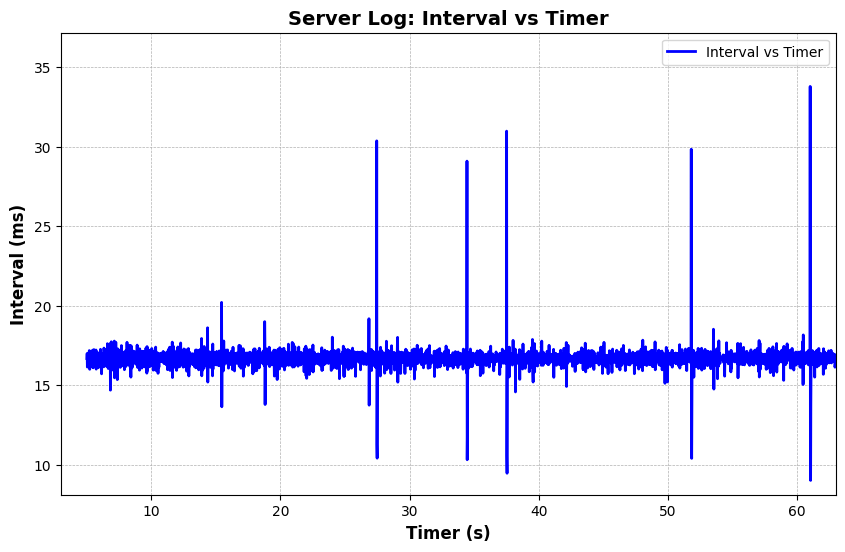 Server Log: Interval vs Timer
Interval vs Timer
Interval (ms)
35
30
25
20
15
10
10 20 30 40 50 60
Timer (s)